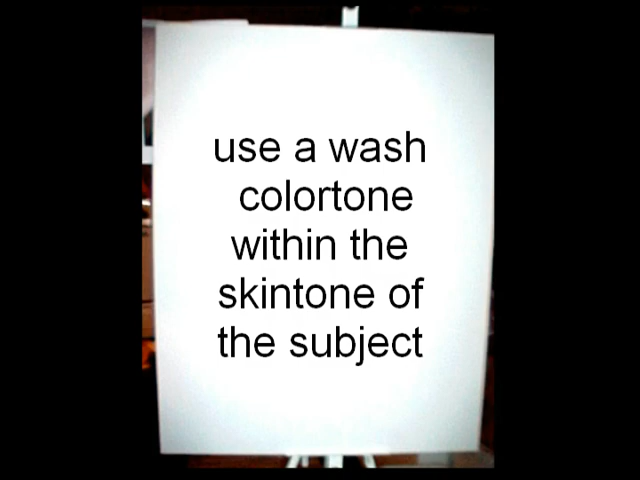 use a wash
colortone
within the
skintone of
the subject